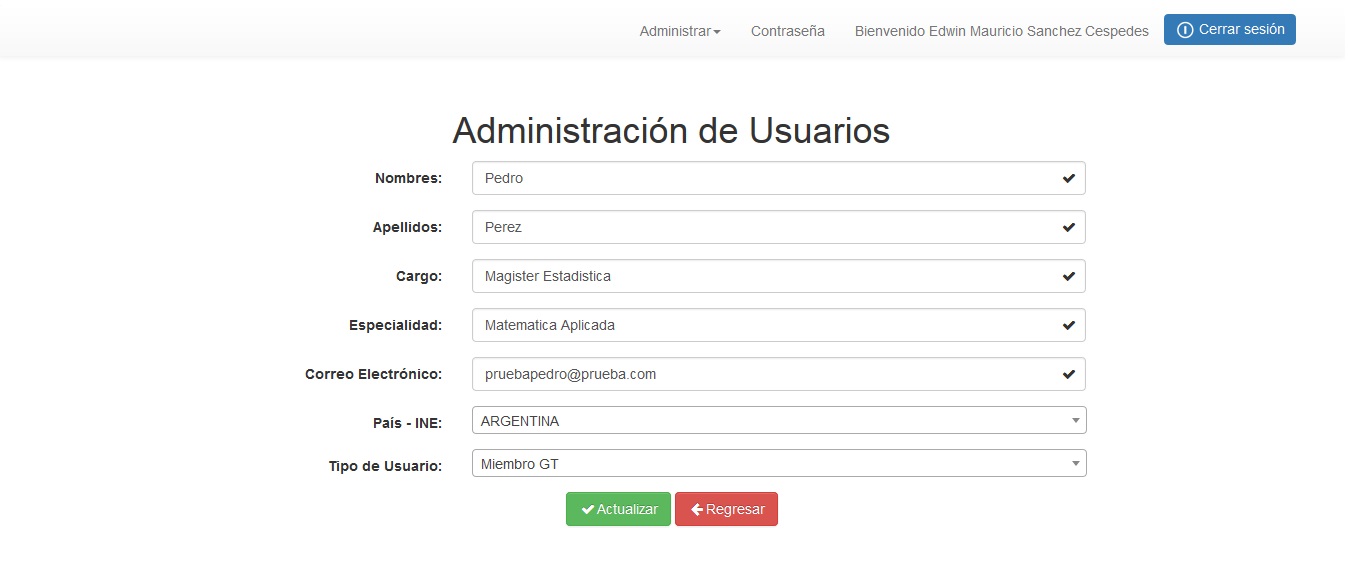 Administrar Contraseña Bienvenido Edwin Mauricio Sanchez Cespedes Cerrar sesión
Administración de Usuarios
Nombres: Pedro
Apellidos: Perez
Cargo: Magister Estadistica
Especialidad: Matematica Aplicada
Correo Electrónico: pruebapedro@prueba.com
País - INE: ARGENTINA
Tipo de Usuario: Miembro GT
Actualizar Regresar